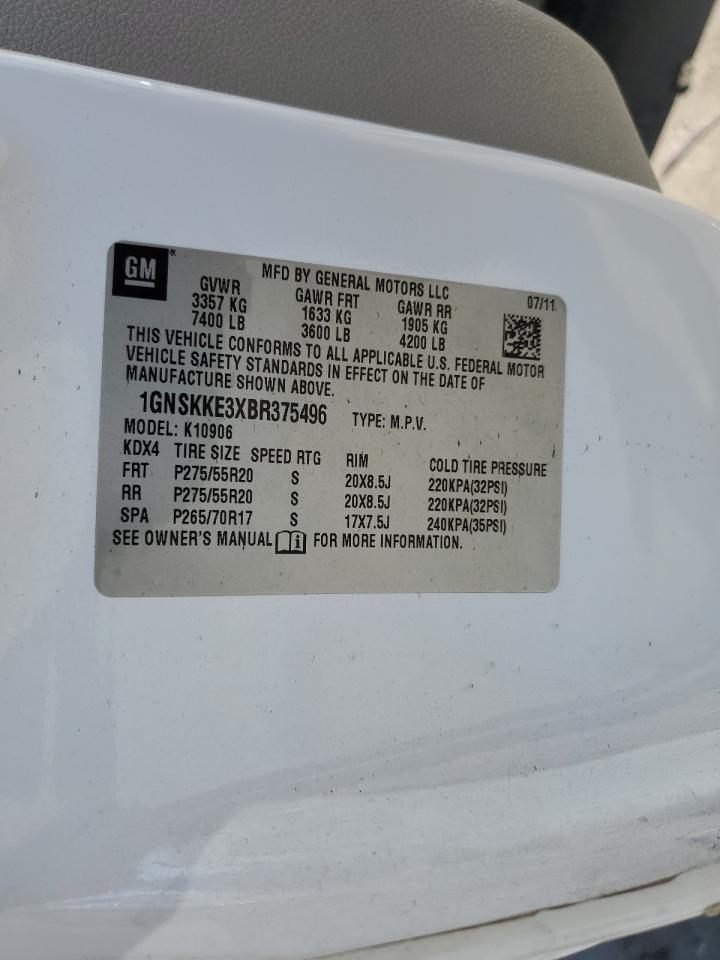 GM®
MFD BY GENERAL MOTORS LLC 07/11
GVWR GAWR FRT GAWR RR
3357 KG 1633 KG 1905 KG
7400 LB 3600 LB 4200 LB
THIS VEHICLE CONFORMS TO ALL APPLICABLE U.S. FEDERAL MOTOR
VEHICLE SAFETY STANDARDS IN EFFECT ON THE DATE OF
MANUFACTURE SHOWN ABOVE.
1GNSKKE3XBR375496 TYPE: M.P.V.
MODEL: K10906
KDX4 TIRE SIZE SPEED RTG RIM COLD TIRE PRESSURE
FRT P275/55R20 S 20X8.5J 220KPA(32PSI)
RR P275/55R20 S 20X8.5J 220KPA(32PSI)
SPA P265/70R17 S 17X7.5J 240KPA(35PSI)
SEE OWNER'S MANUAL FOR MORE INFORMATION.